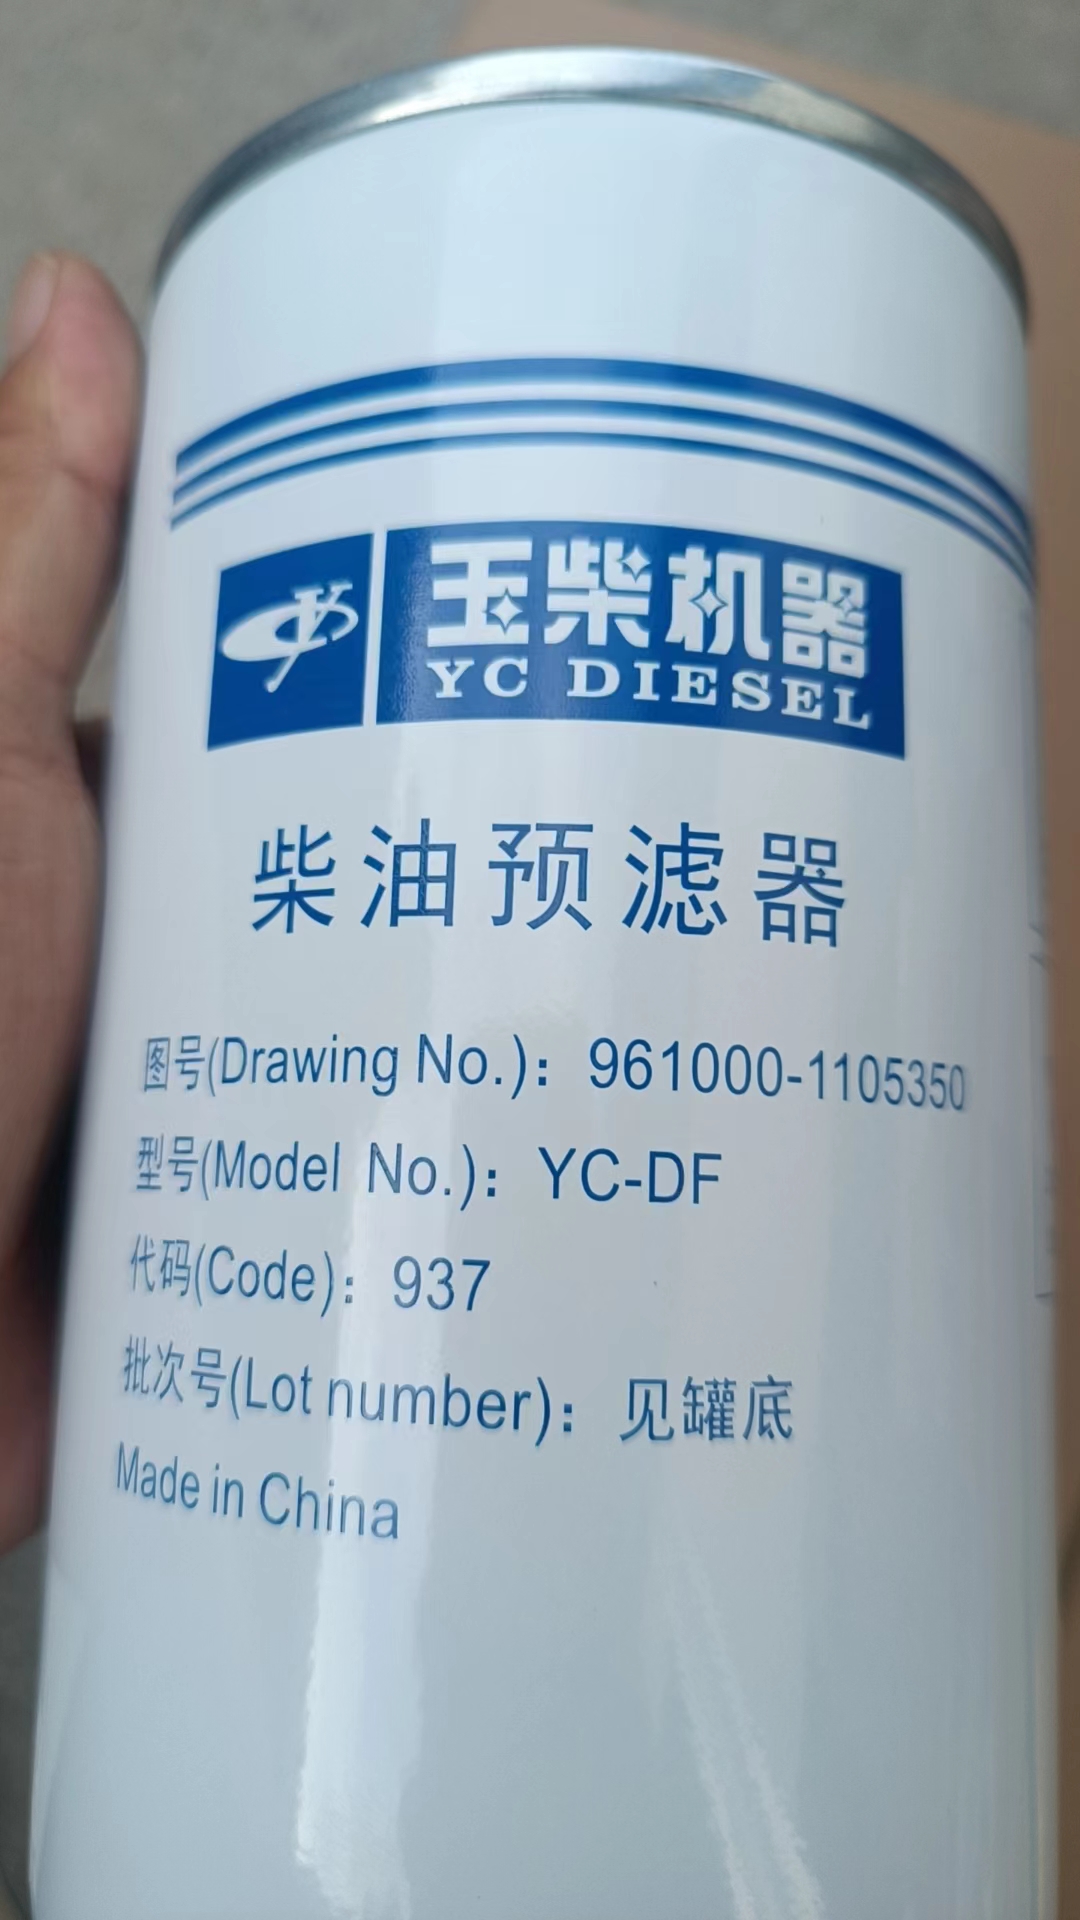 玉柴机器
YC DIESEL
柴油预滤器
图号(Drawing No.)：961000-1105350
型号(Model No.)：YC-DF
代码(Code)：937
批次号(Lot number)：见罐底
Made in China